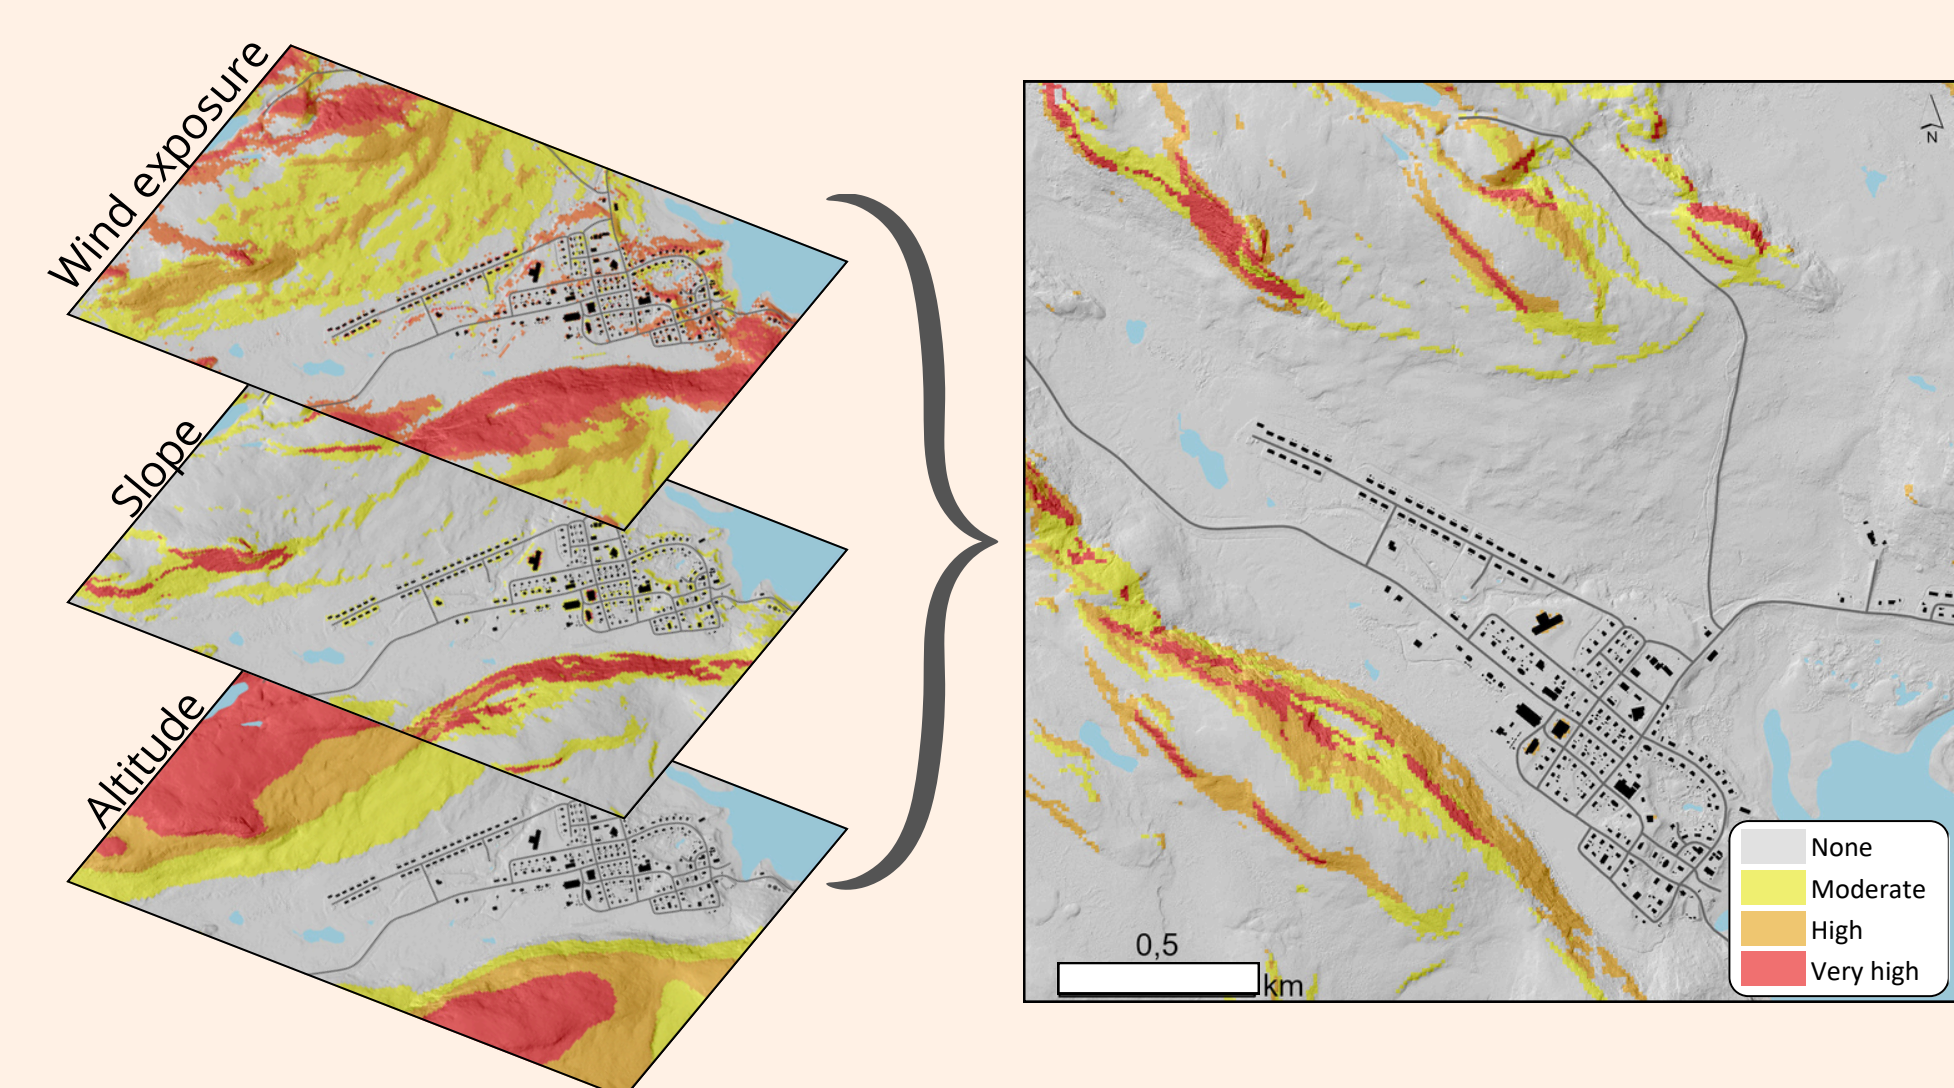 Wind exposure
Slope
Altitude
N
0,5
km
None
Moderate
High
Very high